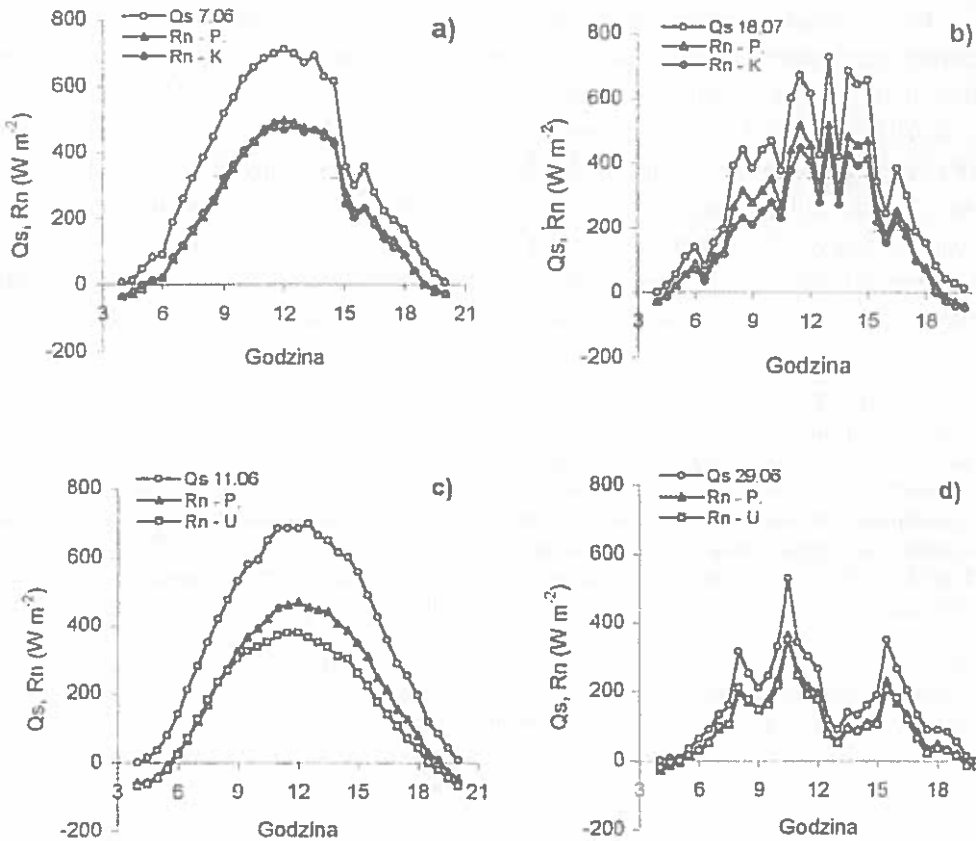 a)
Qs 7.06
Rn - P.
Rn - K
800
600
400
200
0
-200
Qs, Rn (W m-2)
3 6 9 12 15 18 21
Godzina
b)
Qs 18.07
Rn - P.
Rn - K
800
600
400
200
0
-200
Qs, Rn (W m-2)
3 6 9 12 15 18
Godzina
c)
Qs 11.06
Rn - P.
Rn - U
800
600
400
200
0
-200
Qs, Rn (W m-2)
3 6 9 12 15 18 21
Godzina
d)
Qs 29.06
Rn - P.
Rn - U
800
600
400
200
0
-200
Qs, Rn (W m-2)
3 6 9 12 15 18
Godzina